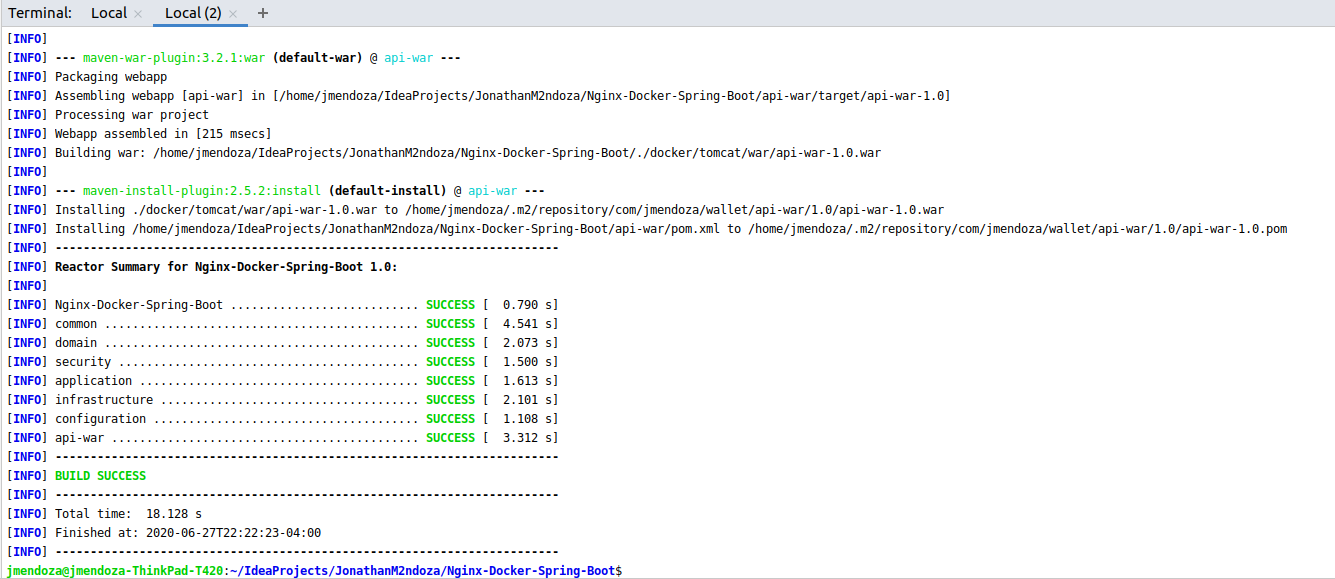 Terminal: Local × Local (2) × +
[INFO]
[INFO] --- maven-war-plugin:3.2.1:war (default-war) @ api-war ---
[INFO] Packaging webapp
[INFO] Assembling webapp [api-war] in [/home/jmendoza/IdeaProjects/JonathanM2ndoza/Nginx-Docker-Spring-Boot/api-war/target/api-war-1.0]
[INFO] Processing war project
[INFO] Webapp assembled in [215 msecs]
[INFO] Building war: /home/jmendoza/IdeaProjects/JonathanM2ndoza/Nginx-Docker-Spring-Boot/./docker/tomcat/war/api-war-1.0.war
[INFO]
[INFO] --- maven-install-plugin:2.5.2:install (default-install) @ api-war ---
[INFO] Installing ./docker/tomcat/war/api-war-1.0.war to /home/jmendoza/.m2/repository/com/jmendoza/wallet/api-war/1.0/api-war-1.0.war
[INFO] Installing /home/jmendoza/IdeaProjects/JonathanM2ndoza/Nginx-Docker-Spring-Boot/api-war/pom.xml to /home/jmendoza/.m2/repository/com/jmendoza/wallet/api-war/1.0/api-war-1.0.pom
[INFO] ------------------------------------------------------------------------
[INFO] Reactor Summary for Nginx-Docker-Spring-Boot 1.0:
[INFO]
[INFO] Nginx-Docker-Spring-Boot ........................... SUCCESS [  0.790 s]
[INFO] common ............................................. SUCCESS [  4.541 s]
[INFO] domain ............................................. SUCCESS [  2.073 s]
[INFO] security ........................................... SUCCESS [  1.500 s]
[INFO] application ........................................ SUCCESS [  1.613 s]
[INFO] infrastructure ..................................... SUCCESS [  2.101 s]
[INFO] configuration ...................................... SUCCESS [  1.108 s]
[INFO] api-war ............................................ SUCCESS [  3.312 s]
[INFO] ------------------------------------------------------------------------
[INFO] BUILD SUCCESS
[INFO] ------------------------------------------------------------------------
[INFO] Total time:  18.128 s
[INFO] Finished at: 2020-06-27T22:22:23-04:00
[INFO] ------------------------------------------------------------------------
jmendoza@jmendoza-ThinkPad-T420:~/IdeaProjects/JonathanM2ndoza/Nginx-Docker-Spring-Boot$